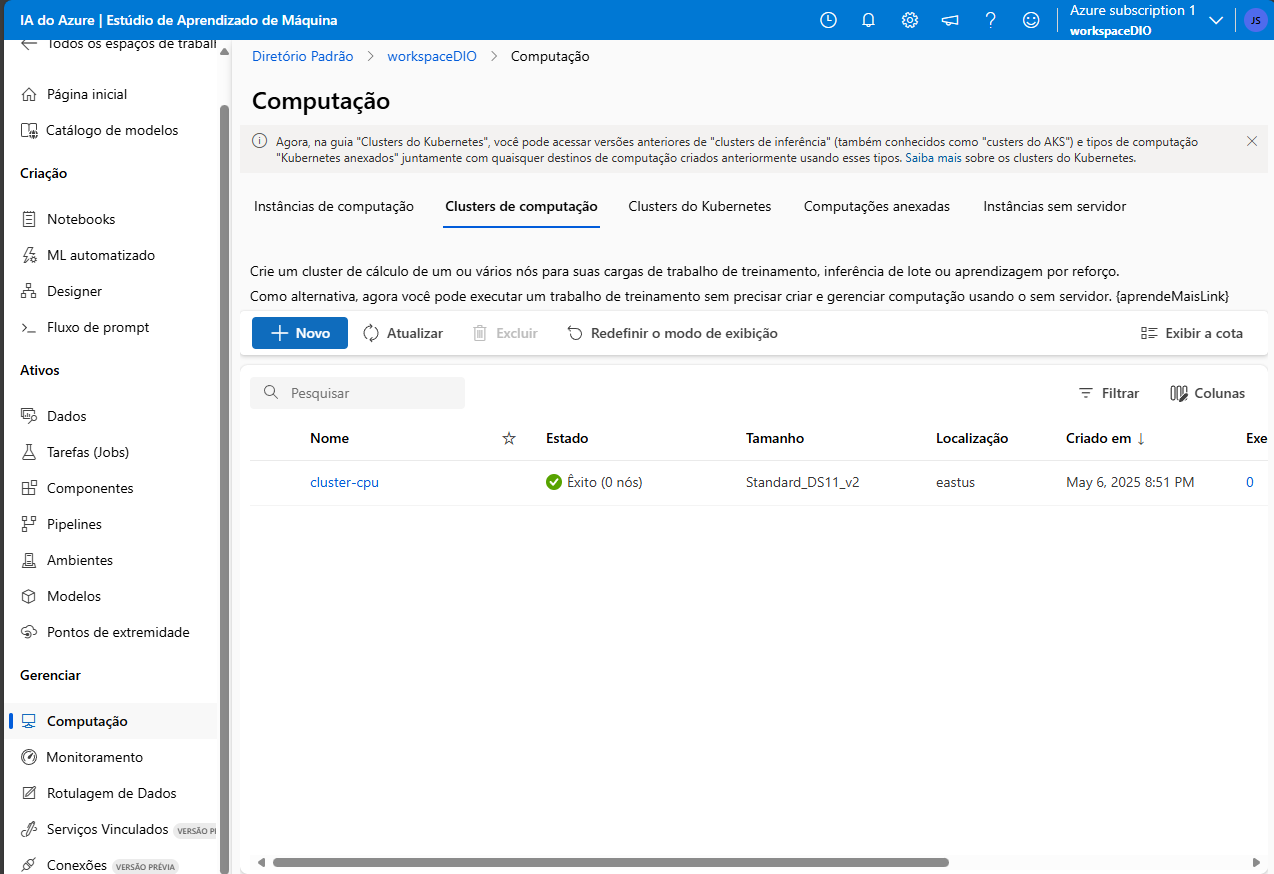 IA do Azure | Estúdio de Aprendizado de Máquina
Azure subscription 1
workspaceDIO
JS
Todos os espaços de trabal
Página inicial
Catálogo de modelos
Criação
Notebooks
ML automatizado
Designer
Fluxo de prompt
Ativos
Dados
Tarefas (Jobs)
Componentes
Pipelines
Ambientes
Modelos
Pontos de extremidade
Gerenciar
Computação
Monitoramento
Rotulagem de Dados
Serviços Vinculados VERSÃO PI
Conexões VERSÃO PRÉVIA
Diretório Padrão > workspaceDIO > Computação
Computação
Agora, na guia "Clusters do Kubernetes", você pode acessar versões anteriores de "clusters de inferência" (também conhecidos como "custers do AKS") e tipos de computação
"Kubernetes anexados" juntamente com quaisquer destinos de computação criados anteriormente usando esses tipos. Saiba mais sobre os clusters do Kubernetes.
Instâncias de computação Clusters de computação Clusters do Kubernetes Computações anexadas Instâncias sem servidor
Crie um cluster de cálculo de um ou vários nós para suas cargas de trabalho de treinamento, inferência de lote ou aprendizagem por reforço.
Como alternativa, agora você pode executar um trabalho de treinamento sem precisar criar e gerenciar computação usando o sem servidor. {aprendeMaisLink}
Novo Atualizar Excluir Redefinir o modo de exibição Exibir a cota
Pesquisar Filtrar Colunas
Nome Estado Tamanho Localização Criado em ↓ Exe
cluster-cpu Êxito (0 nós) Standard_DS11_v2 eastus May 6, 2025 8:51 PM 0